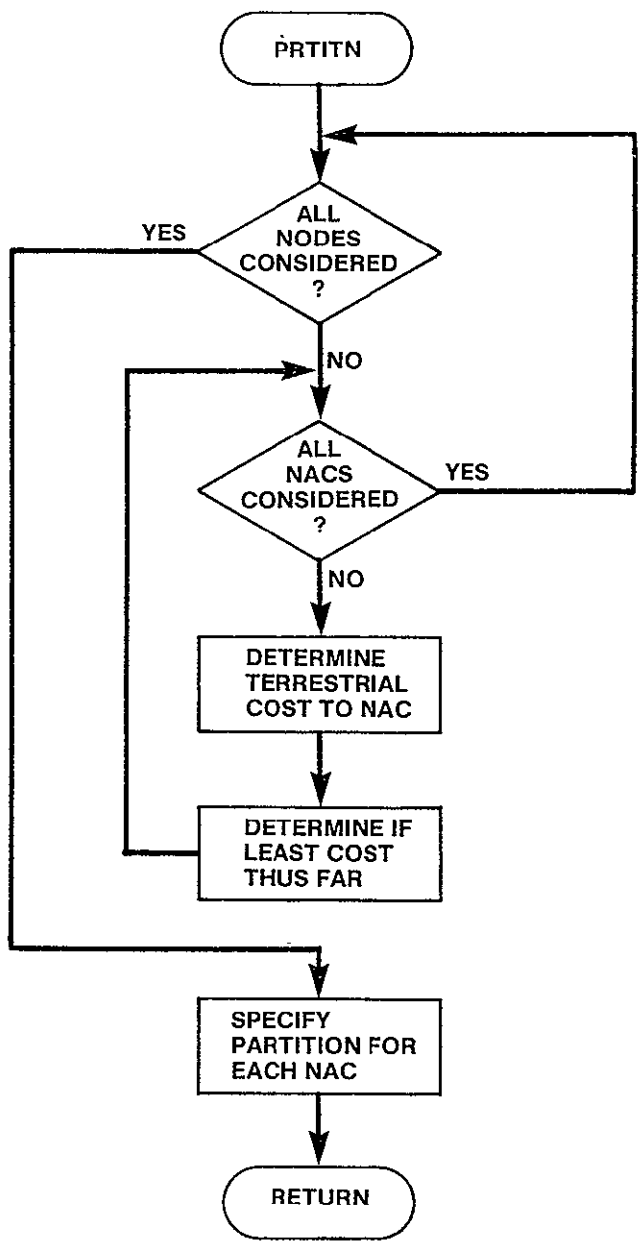 PRTITN
YES
ALL
NODES
CONSIDERED
?
NO
ALL
NACS
CONSIDERED
?
YES
NO
DETERMINE
TERRESTRIAL
COST TO NAC
DETERMINE IF
LEAST COST
THUS FAR
SPECIFY
PARTITION FOR
EACH NAC
RETURN